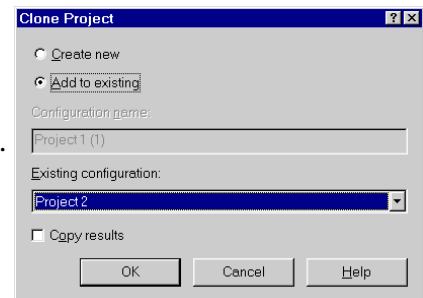 Clone Project
Create new
Add to existing
Configuration name:
Project 1 (1)
Existing configuration:
Project 2
Copy results
OK Cancel Help